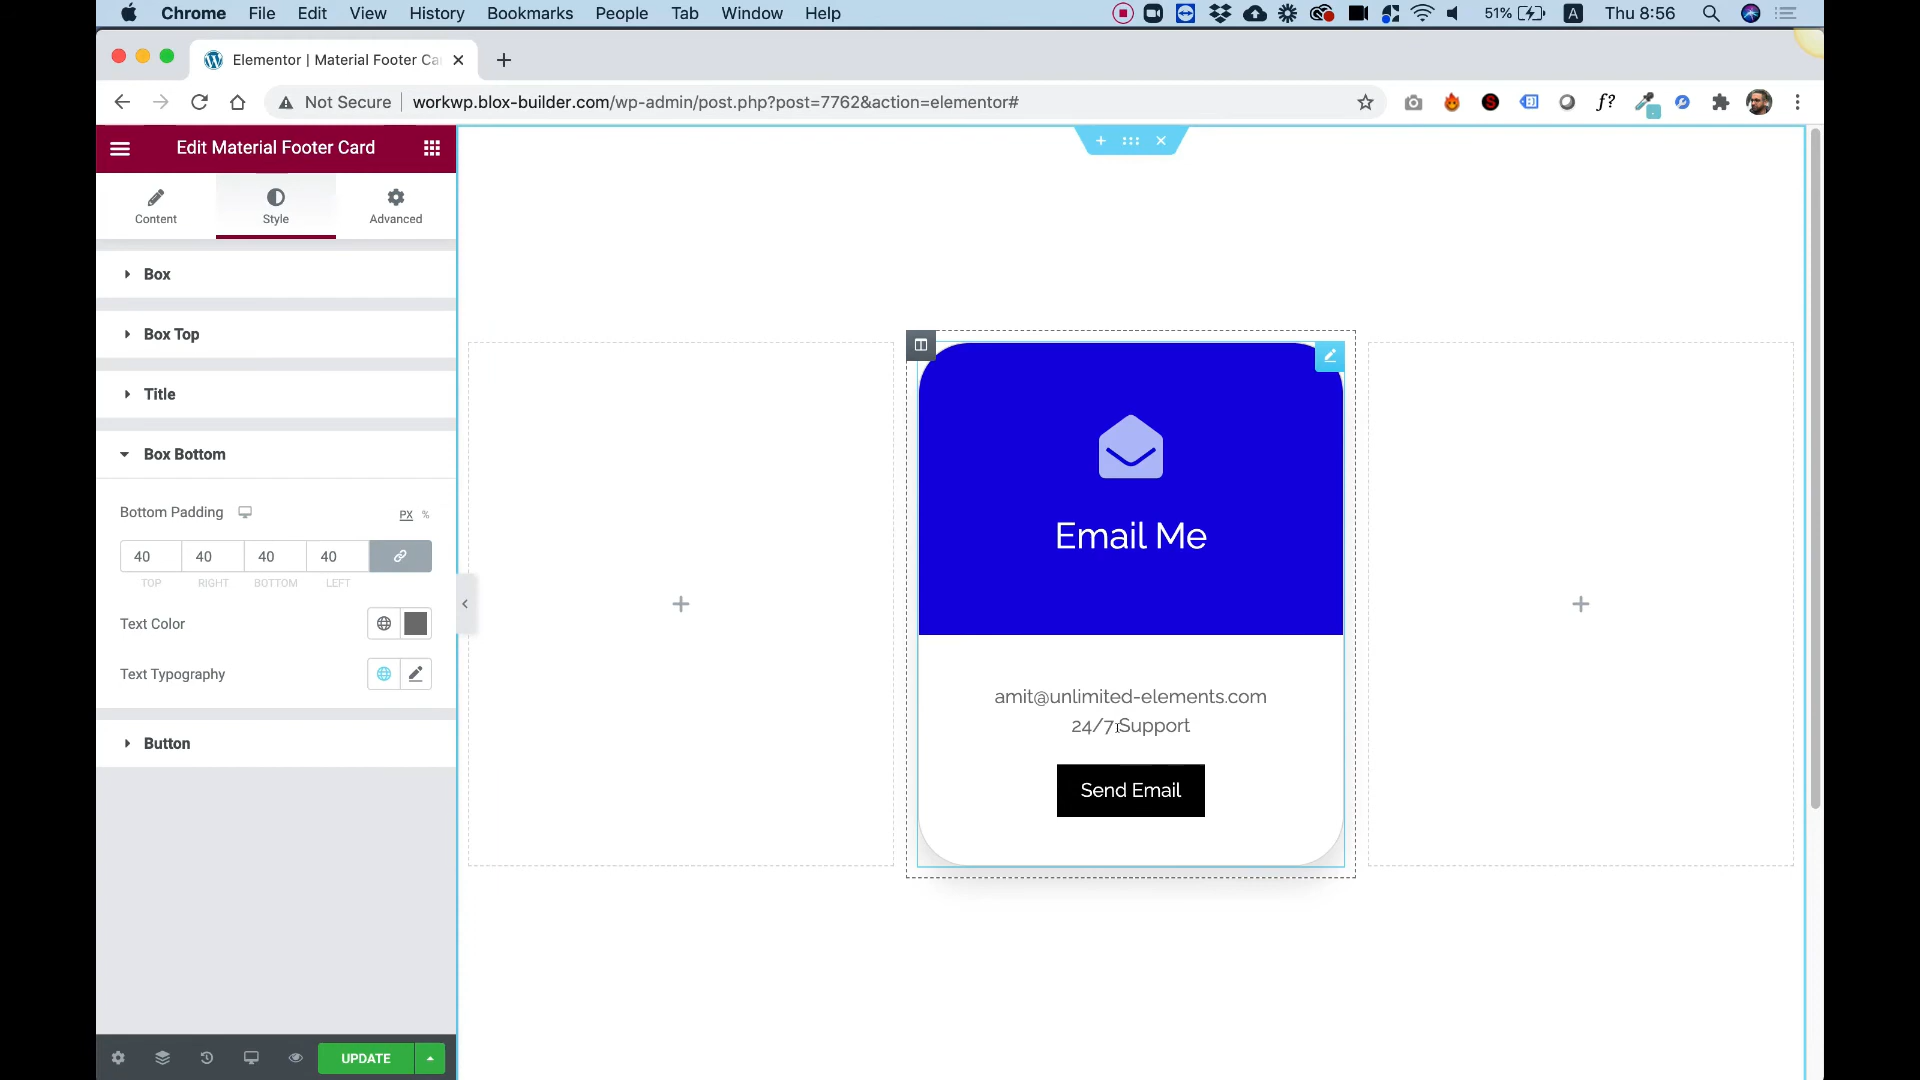 Chrome File Edit View History Bookmarks People Tab Window Help
51% A Thu 8:56
Elementor | Material Footer Ca
Not Secure workwp.blox-builder.com/wp-admin/post.php?post=7762&action=elementor#
S f?
Edit Material Footer Card
Content Style Advanced
Box
Box Top
Title
Box Bottom
Bottom Padding PX %
40 40 40 40
TOP RIGHT BOTTOM LEFT
Text Color
Text Typography
Button
UPDATE
Email Me
amit@unlimited-elements.com
24/7 Support
Send Email